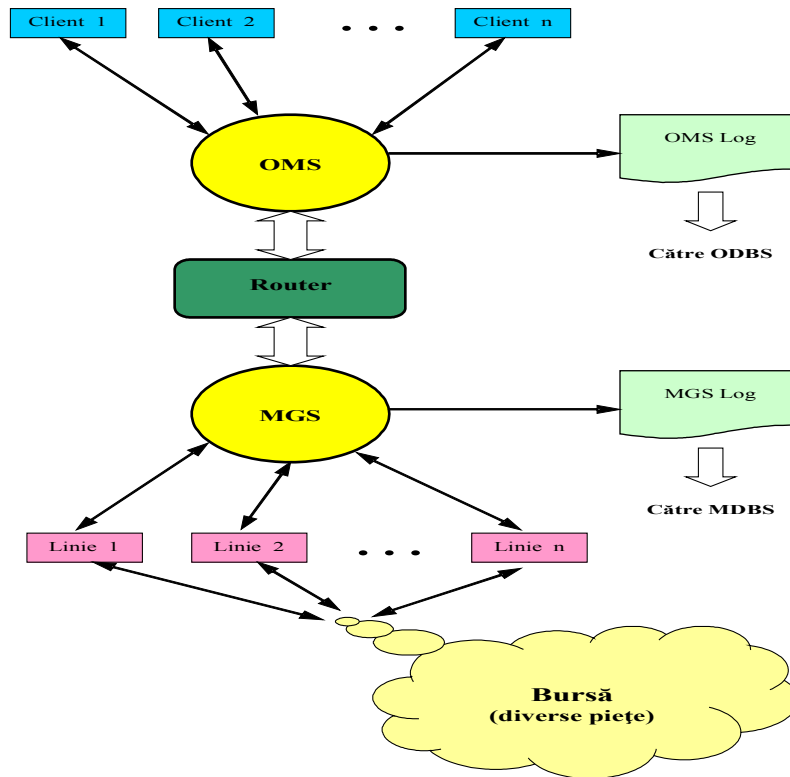 Client 1
Client 2
. . .
Client n
OMS
OMS Log
Către ODBS
Router
MGS
MGS Log
Către MDBS
Linie 1
Linie 2
. . .
Linie n
Bursă
(diverse pieţe)